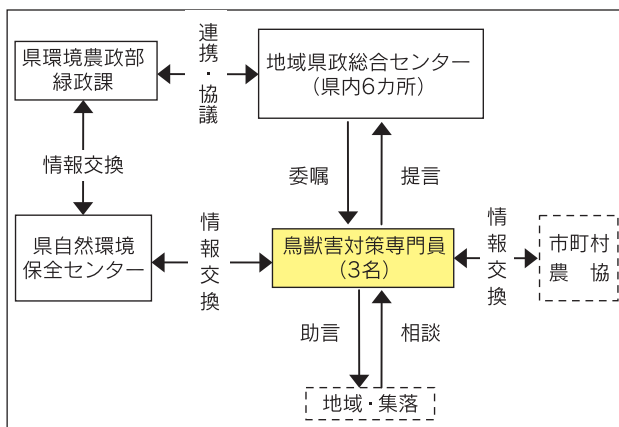 県環境農政部
緑政課
連携・協議
地域県政総合センター
(県内6カ所)
情報交換
委嘱
提言
県自然環境
保全センター
情報交換
鳥獣害対策専門員
(3名)
情報交換
市町村
農協
助言
相談
地域・集落